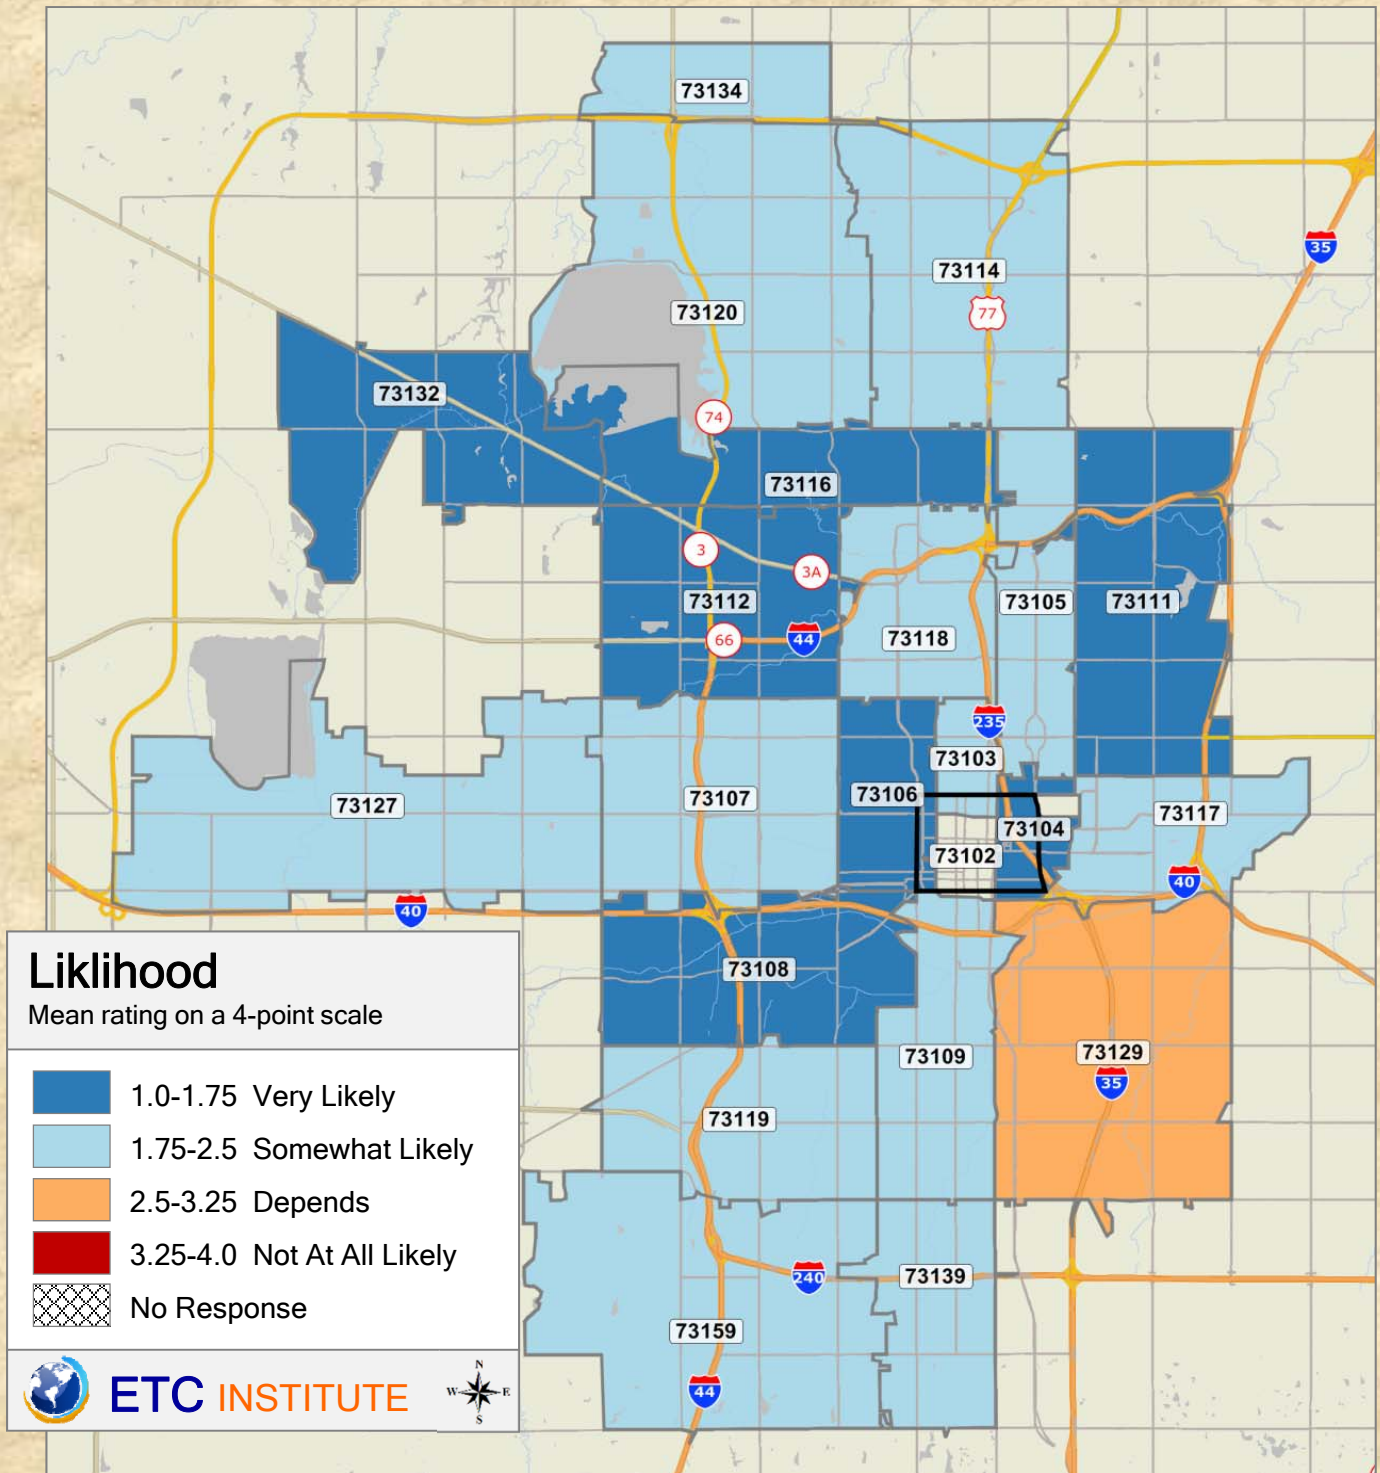 73134
35
73114
77
73120
73132
74
73116
3
3A
73112
73105
73111
66
44
73118
235
73103
73106
73127
73107
73117
73104
73102
40
40
73108
73109
73129
35
73119
240
73139
73159
44
Liklihood
Mean rating on a 4-point scale
1.0-1.75 Very Likely
1.75-2.5 Somewhat Likely
2.5-3.25 Depends
3.25-4.0 Not At All Likely
No Response
ETC INSTITUTE
N
W E
S